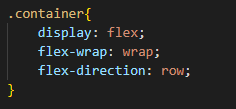 .container{
    display: flex;
    flex-wrap: wrap;
    flex-direction: row;
}